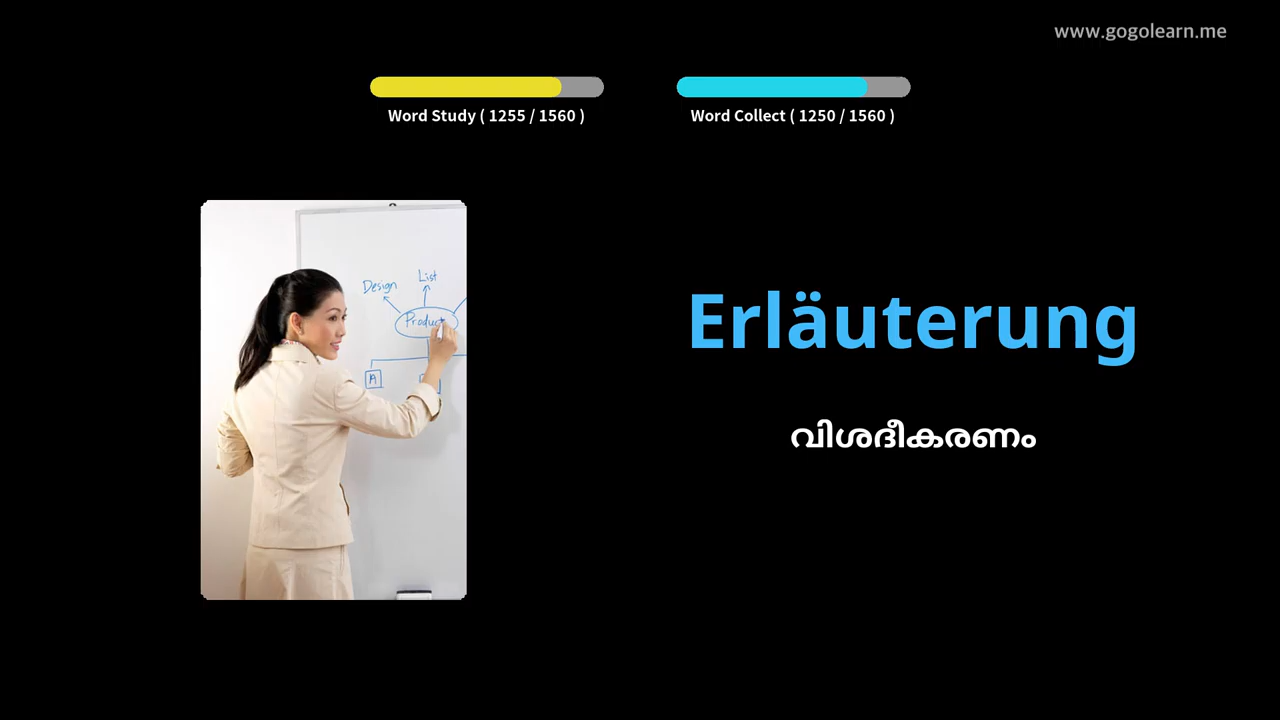 www.gogolearn.me
Word Study ( 1255 / 1560 )
Word Collect ( 1250 / 1560 )
Design
List
Product
A
Erläuterung
വിശദീകരണം